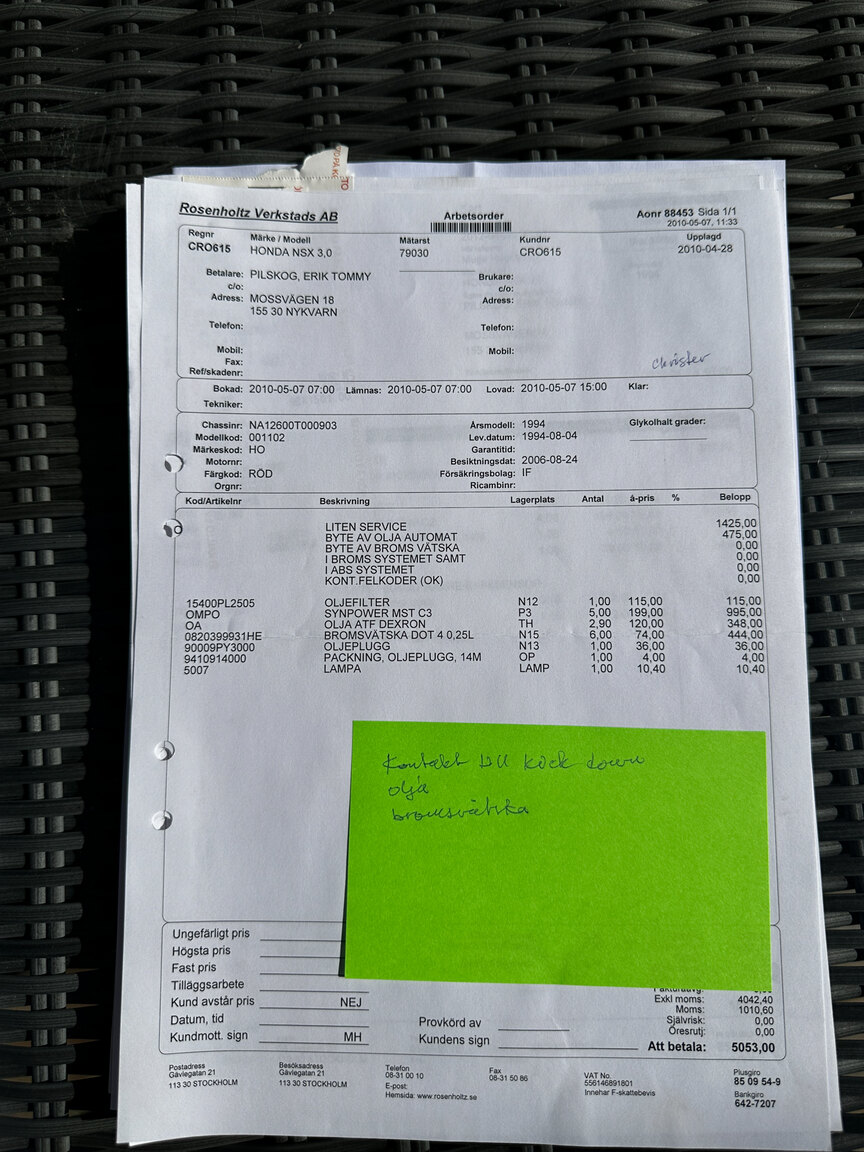 Rosenholtz Verkstads AB
Arbetsorder
Aonr 88453 Sida 1/1
2010-05-07, 11:33
Regnr Märke / Modell Mätarst Kundnr Upplagd
CRO615 HONDA NSX 3,0 79030 CRO615 2010-04-28
Betalare: PILSKOG, ERIK TOMMY Brukare:
c/o: c/o:
Adress: MOSSVÄGEN 18 Adress:
155 30 NYKVARN
Telefon: Telefon:
Mobil: Mobil:
Fax:
Ref/skadenr:
christer
Bokad: 2010-05-07 07:00 Lämnas: 2010-05-07 07:00 Lovad: 2010-05-07 15:00 Klar:
Tekniker:
Chassinr: NA12600T000903 Årsmodell: 1994 Glykolhalt grader:
Modellkod: 001102 Lev.datum: 1994-08-04
Märkeskod: HO Garantitid:
Motornr: Besiktningsdat: 2006-08-24
Färgkod: RÖD Försäkringsbolag: IF
Orgnr: Ricambinr:
Kod/Artikelnr Beskrivning Lagerplats Antal á-pris % Belopp
LITEN SERVICE 1425,00
BYTE AV OLJA AUTOMAT 475,00
BYTE AV BROMS VÄTSKA 0,00
I BROMS SYSTEMET SAMT 0,00
I ABS SYSTEMET 0,00
KONT.FELKODER (OK) 0,00
15400PL2505 OLJEFILTER N12 1,00 115,00 115,00
OMPO SYNPOWER MST C3 P3 5,00 199,00 995,00
OA OLJA ATF DEXRON TH 2,90 120,00 348,00
0820399931HE BROMSVÄTSKA DOT 4 0,25L N15 6,00 74,00 444,00
90009PY3000 OLJEPLUGG N13 1,00 36,00 36,00
9410914000 PACKNING, OLJEPLUGG, 14M OP 1,00 4,00 4,00
5007 LAMPA LAMP 1,00 10,40 10,40
Kontakt till kick down
olja
bromsvätska
Ungefärligt pris
Högsta pris
Fast pris
Tilläggsarbete
Kund avstår pris NEJ
Datum, tid
Kundmott. sign MH
Provkörd av
Kundens sign
Exkl moms: 4042,40
Moms: 1010,60
Självrisk: 0,00
Öresrutj: 0,00
Att betala: 5053,00
Postadress Besöksadress Telefon Fax VAT No. Plusgiro
Gävlegatan 21 Gävlegatan 21 08-31 00 10 08-31 50 86 556146891801 85 09 54-9
113 30 STOCKHOLM 113 30 STOCKHOLM E-post: Innehar F-skattebevis Bankgiro
Hemsida: www.rosenholtz.se 642-7207